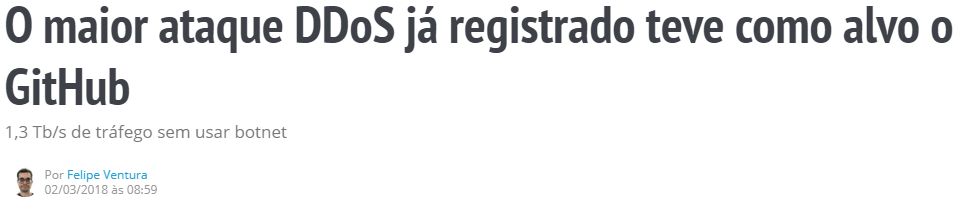 O maior ataque DDoS já registrado teve como alvo o
GitHub
1,3 Tb/s de tráfego sem usar botnet
Por Felipe Ventura
02/03/2018 às 08:59